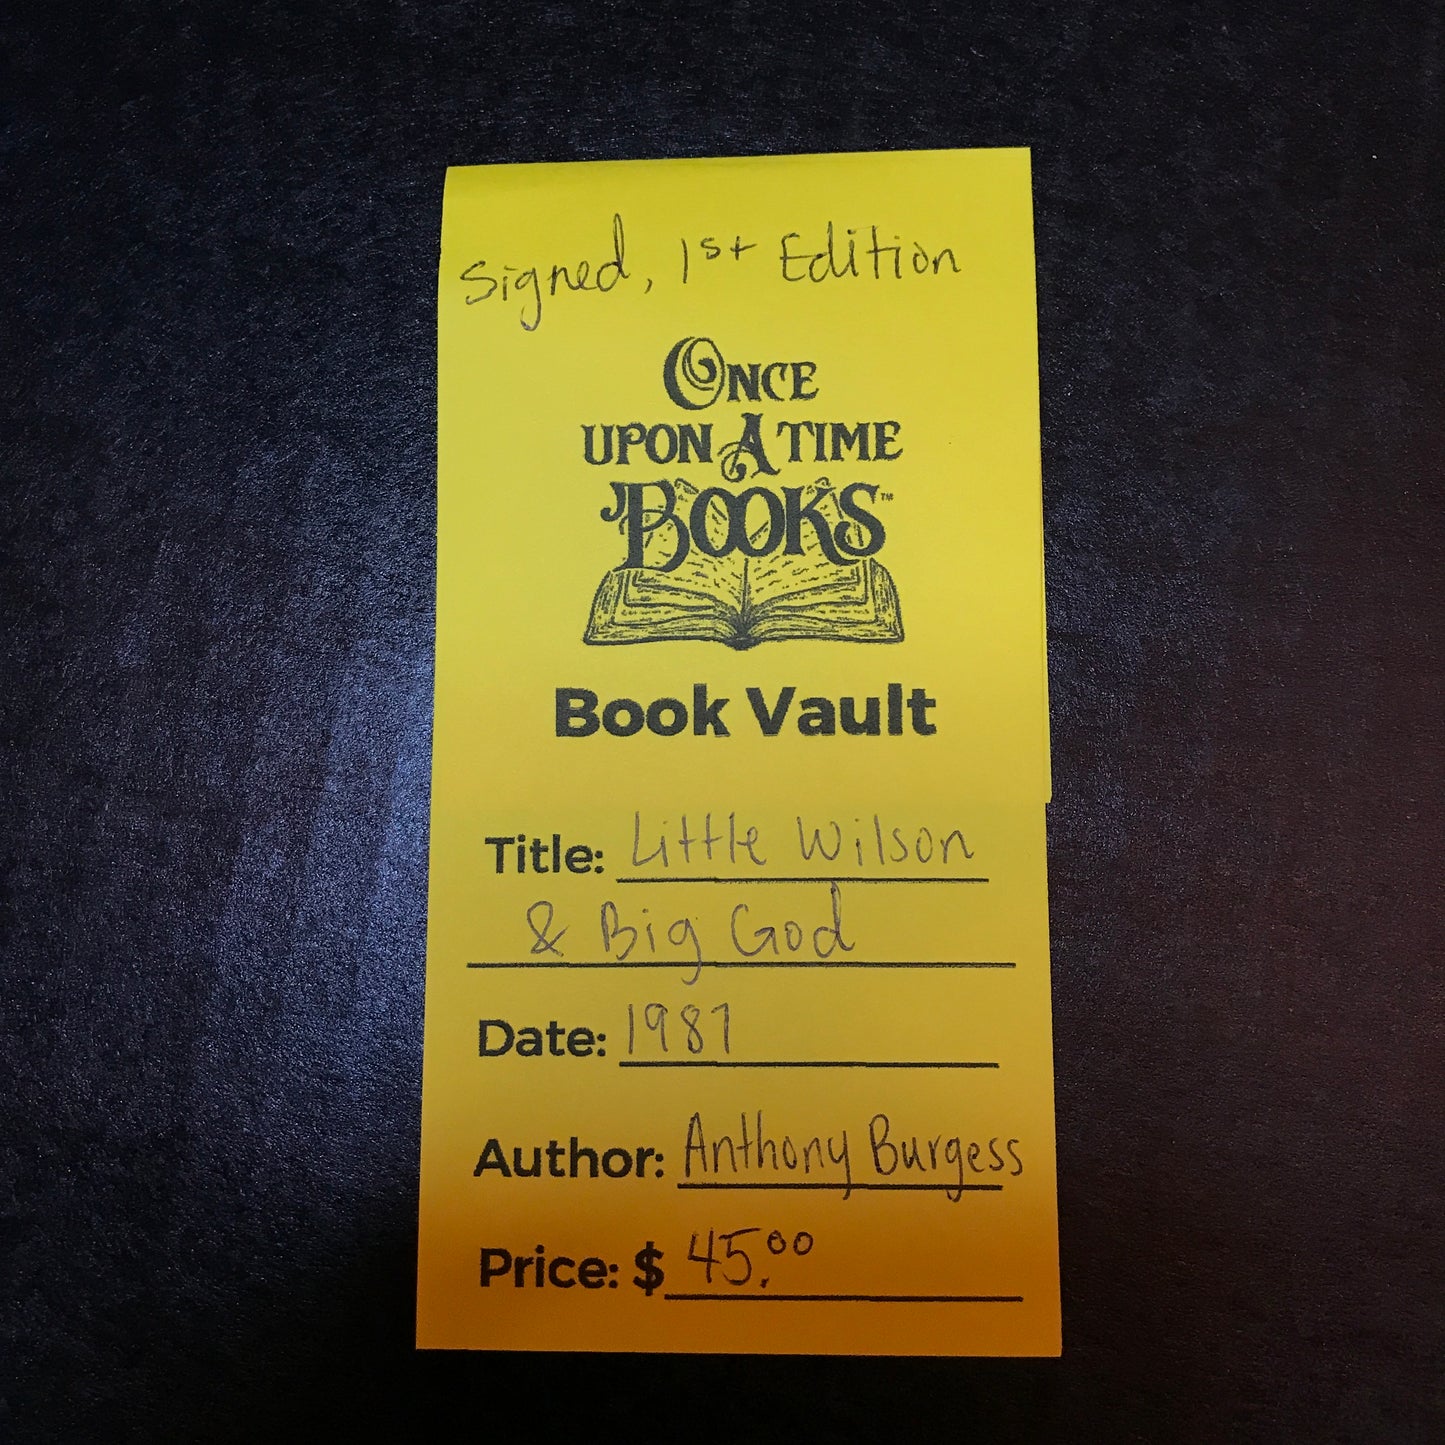 Signed, 1st Edition
ONCE
UPON A TIME
BOOKS™
Book Vault
Title: Little Wilson
& Big God
Date: 1987
Author: Anthony Burgess
Price: $ 45.00